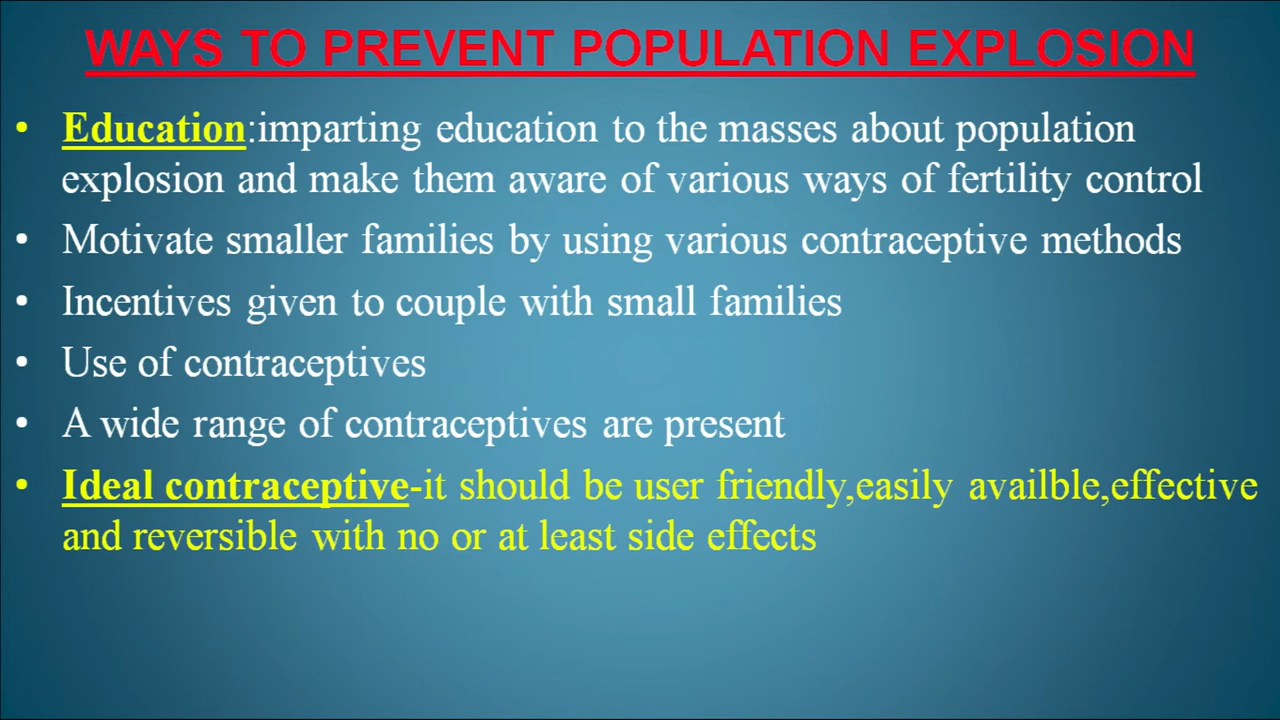 WAYS TO PREVENT POPULATION EXPLOSION
• Education:imparting education to the masses about population
explosion and make them aware of various ways of fertility control
• Motivate smaller families by using various contraceptive methods
• Incentives given to couple with small families
• Use of contraceptives
• A wide range of contraceptives are present
• Ideal contraceptive-it should be user friendly,easily availble,effective
and reversible with no or at least side effects